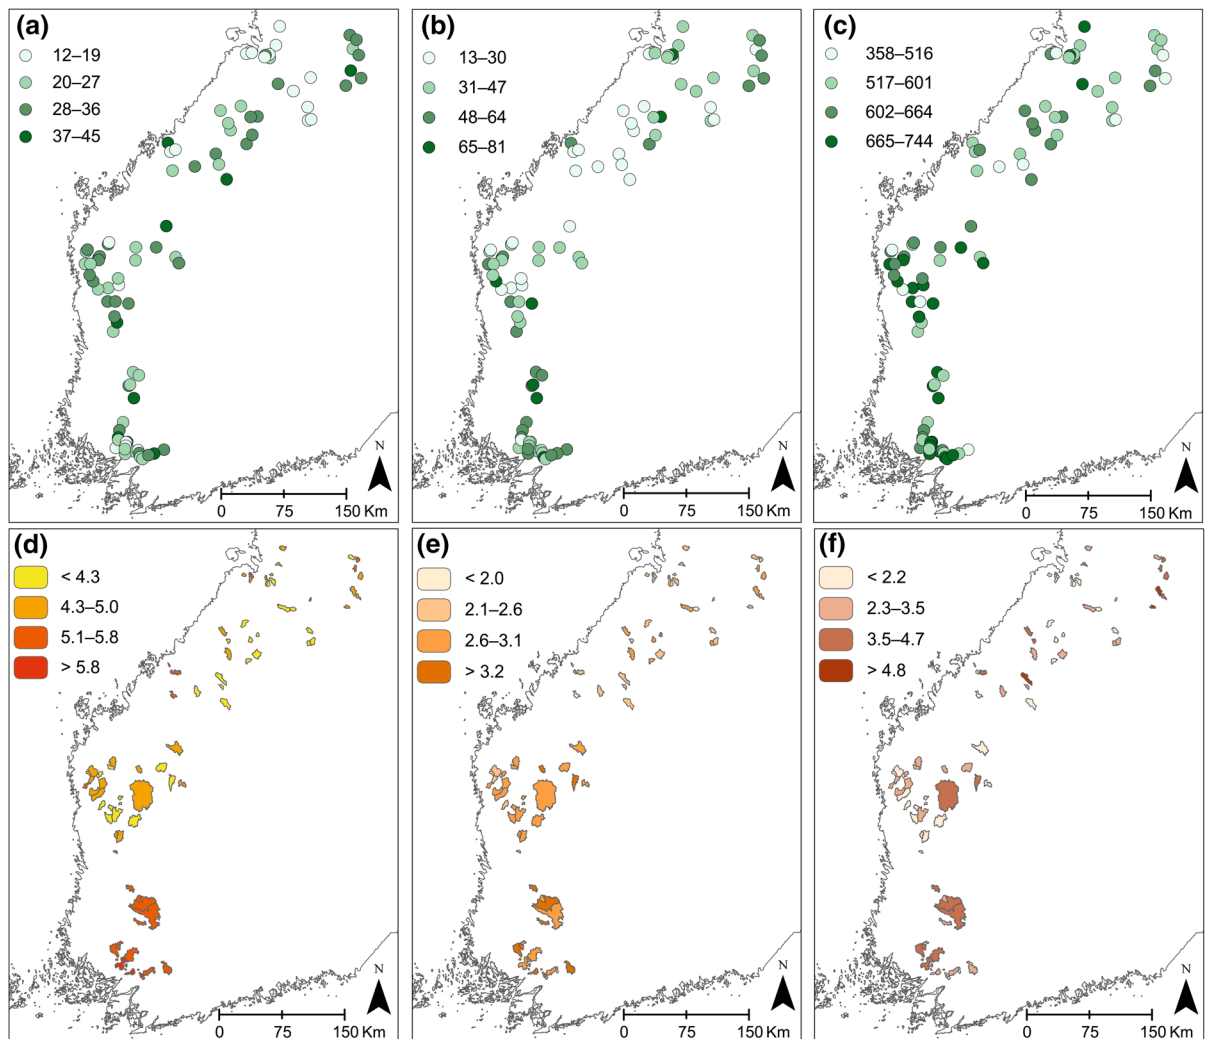 (a)
12–19
20–27
28–36
37–45
N
0 75 150 Km
(b)
13–30
31–47
48–64
65–81
N
0 75 150 Km
(c)
358–516
517–601
602–664
665–744
N
0 75 150 Km
(d)
< 4.3
4.3–5.0
5.1–5.8
> 5.8
N
0 75 150 Km
(e)
< 2.0
2.1–2.6
2.6–3.1
> 3.2
N
0 75 150 Km
(f)
< 2.2
2.3–3.5
3.5–4.7
> 4.8
N
0 75 150 Km